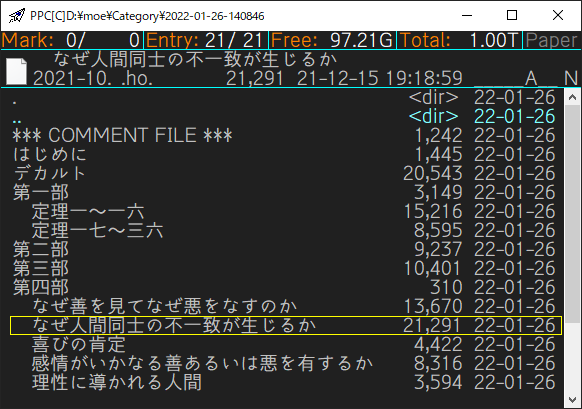 PPC[C]D:¥moe¥Category¥2022-01-26-140846
Mark: 0/ 0 Entry: 21/ 21 Free: 97.21G Total: 1.00T Paper
なぜ人間同士の不一致が生じるか
2021-10. .ho. 21,291 21-12-15 19:18:59 ____A__ N
. <dir> 22-01-26
.. <dir> 22-01-26
*** COMMENT FILE *** 1,242 22-01-26
はじめに 1,445 22-01-26
デカルト 20,543 22-01-26
第一部 3,149 22-01-26
定理一～一六 15,216 22-01-26
定理一七～三六 8,595 22-01-26
第二部 9,237 22-01-26
第三部 10,401 22-01-26
第四部 310 22-01-26
なぜ善を見てなぜ悪をなすのか 13,670 22-01-26
なぜ人間同士の不一致が生じるか 21,291 22-01-26
喜びの肯定 4,422 22-01-26
感情がいかなる善あるいは悪を有するか 8,316 22-01-26
理性に導かれる人間 3,594 22-01-26